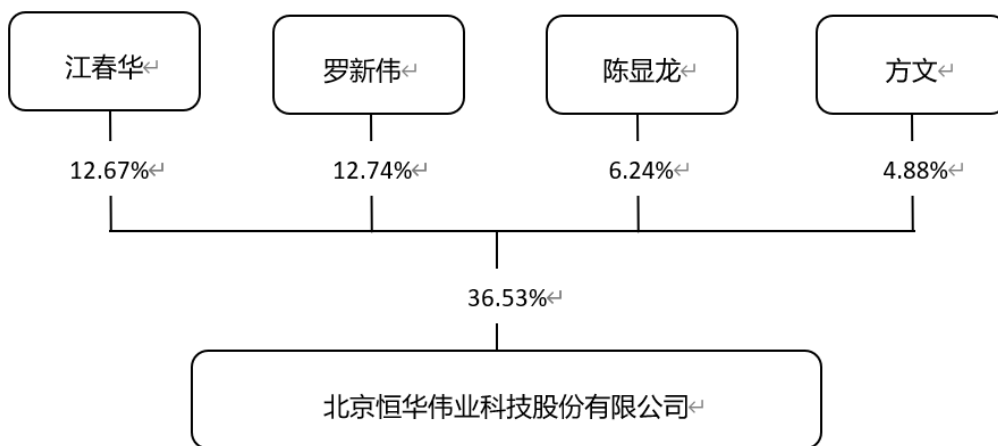 江春华
罗新伟
陈显龙
方文
12.67%
12.74%
6.24%
4.88%
36.53%
北京恒华伟业科技股份有限公司